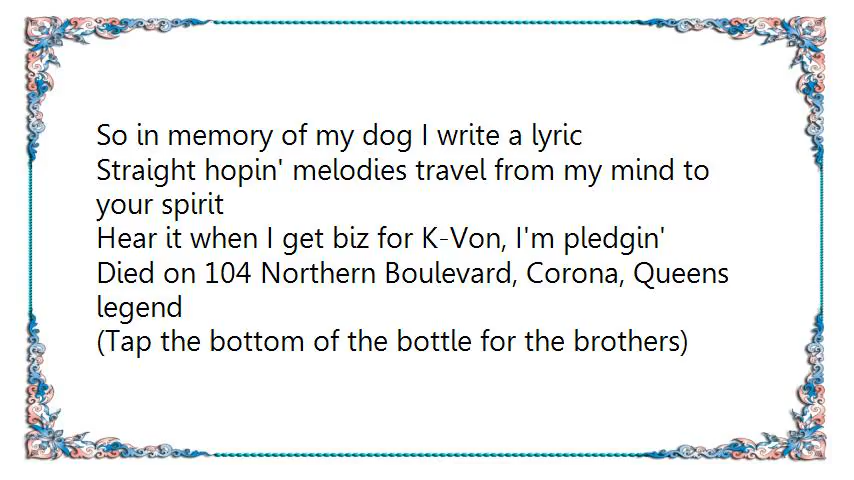 So in memory of my dog I write a lyric
Straight hopin' melodies travel from my mind to
your spirit
Hear it when I get biz for K-Von, I'm pledgin'
Died on 104 Northern Boulevard, Corona, Queens
legend
(Tap the bottom of the bottle for the brothers)